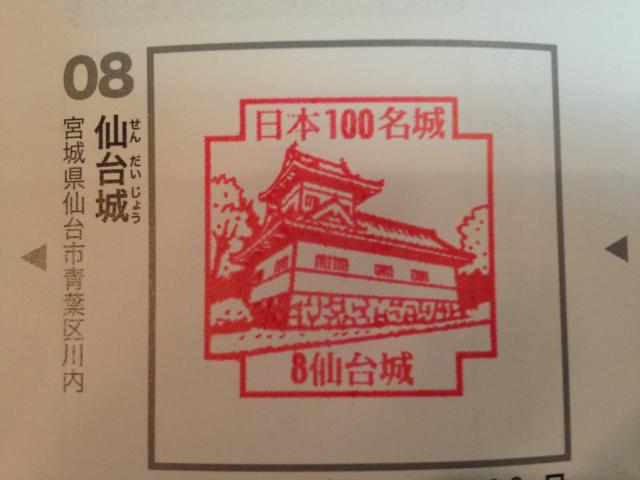 08
仙台城
せんだいじょう
宮城県仙台市青葉区川内
日本100名城
8仙台城